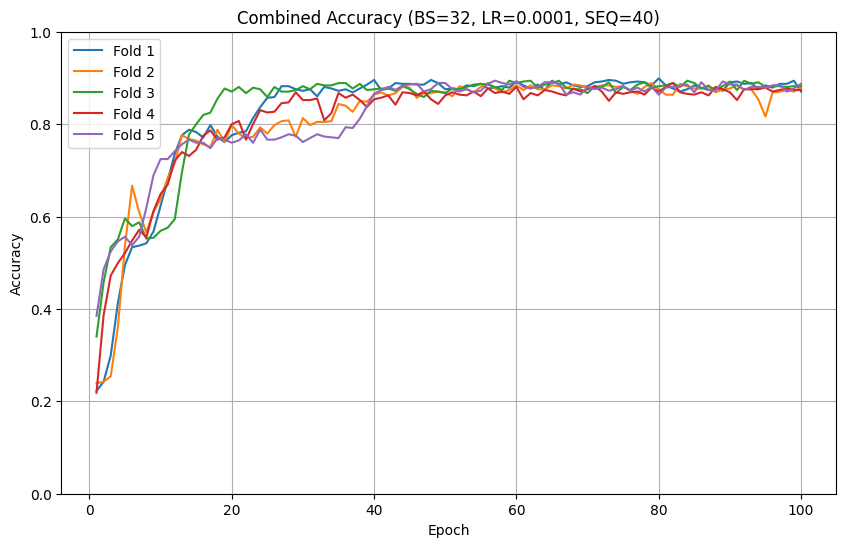 Combined Accuracy (BS=32, LR=0.0001, SEQ=40)
Accuracy
1.0
0.8
0.6
0.4
0.2
0.0
Fold 1
Fold 2
Fold 3
Fold 4
Fold 5
0 20 40 60 80 100
Epoch